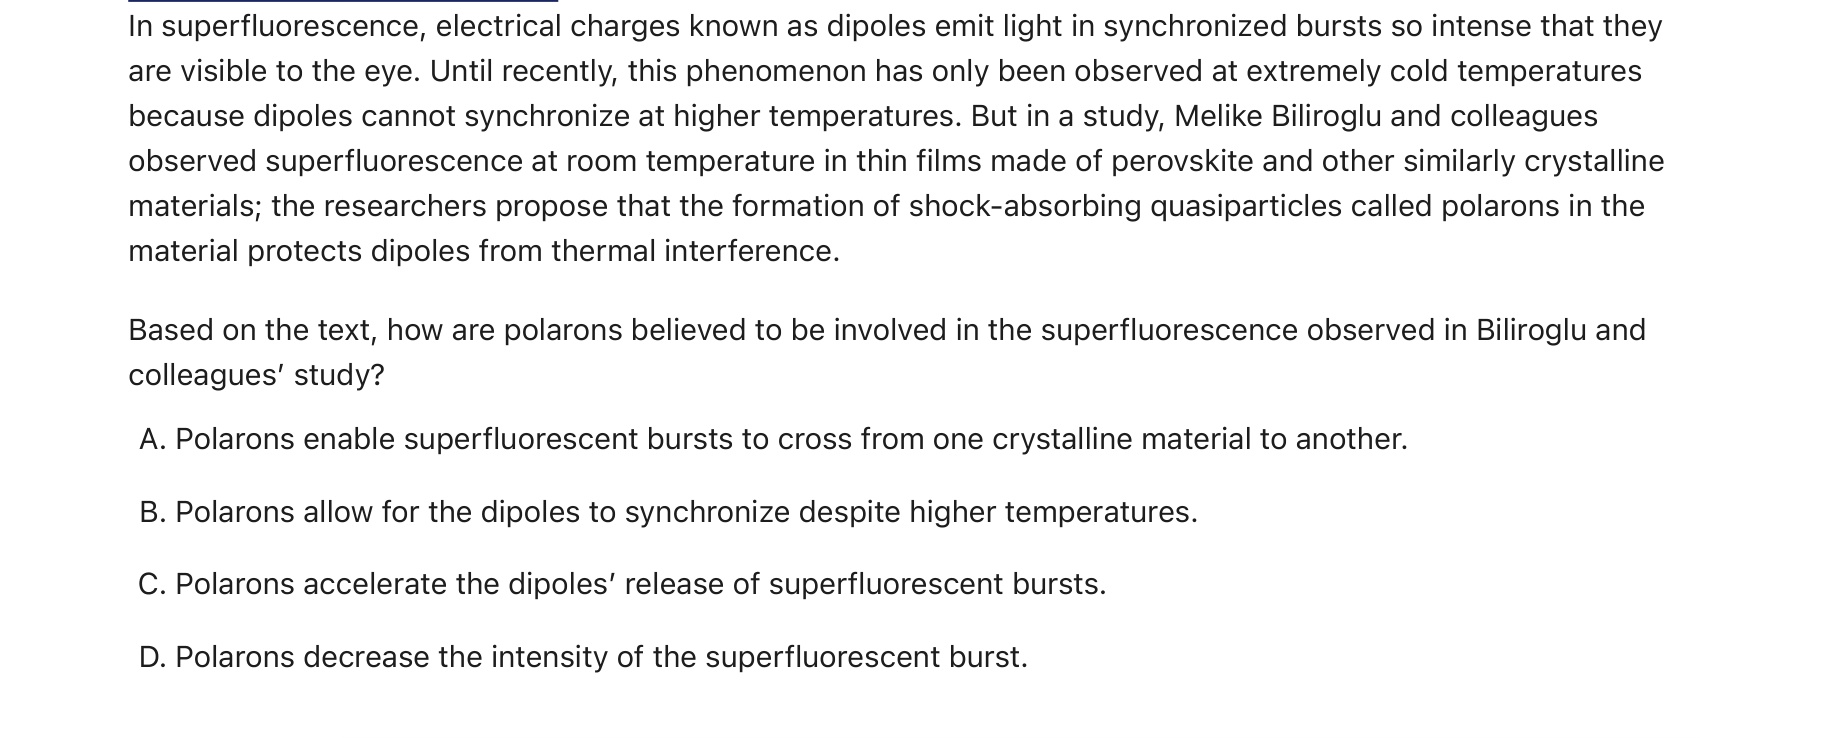 In superfluorescence, electrical charges known as dipoles emit light in synchronized bursts so intense that they
are visible to the eye. Until recently, this phenomenon has only been observed at extremely cold temperatures
because dipoles cannot synchronize at higher temperatures. But in a study, Melike Biliroglu and colleagues
observed superfluorescence at room temperature in thin films made of perovskite and other similarly crystalline
materials; the researchers propose that the formation of shock-absorbing quasiparticles called polarons in the
material protects dipoles from thermal interference.
Based on the text, how are polarons believed to be involved in the superfluorescence observed in Biliroglu and
colleagues’ study?
A. Polarons enable superfluorescent bursts to cross from one crystalline material to another.
B. Polarons allow for the dipoles to synchronize despite higher temperatures.
C. Polarons accelerate the dipoles’ release of superfluorescent bursts.
D. Polarons decrease the intensity of the superfluorescent burst.